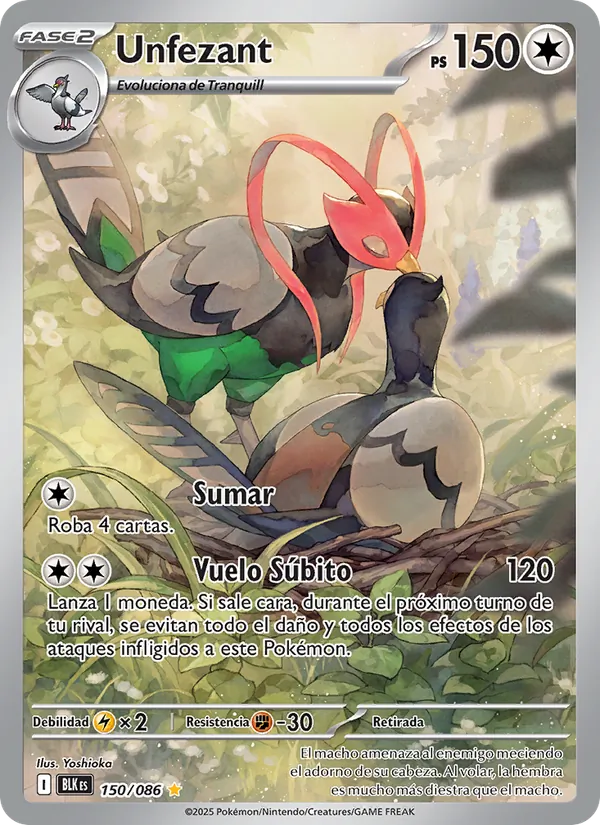 FASE 2
Unfezant
PS 150
Evoluciona de Tranquill
Sumar
Roba 4 cartas.
Vuelo Súbito 120
Lanza 1 moneda. Si sale cara, durante el próximo turno de
tu rival, se evitan todo el daño y todos los efectos de los
ataques infligidos a este Pokémon.
Debilidad ×2 Resistencia -30 Retirada
Ilus. Yoshioka
El macho amenaza al enemigo meciendo
el adorno de su cabeza. Al volar, la hembra
es mucho más diestra que el macho.
I BLK ES 150/086
©2025 Pokémon/Nintendo/Creatures/GAME FREAK